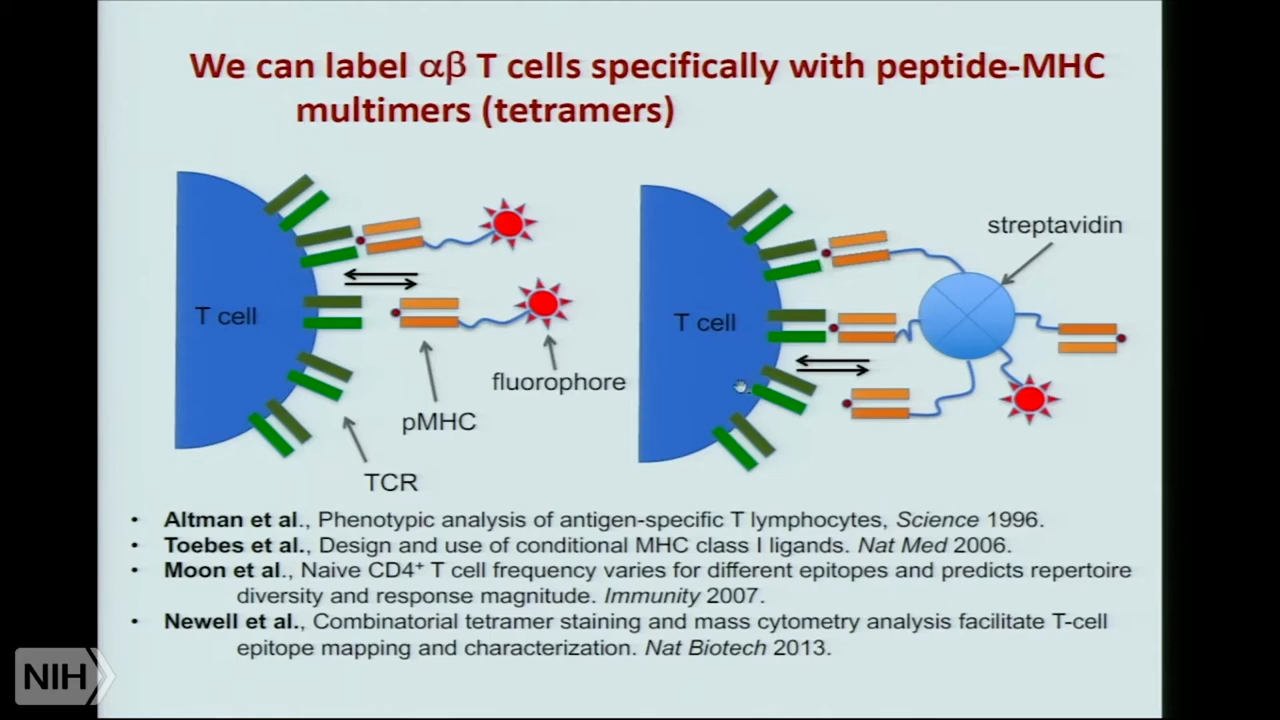 We can label αβ T cells specifically with peptide-MHC
multimers (tetramers)
T cell
fluorophore
pMHC
TCR
T cell
streptavidin
• Altman et al., Phenotypic analysis of antigen-specific T lymphocytes, Science 1996.
• Toebes et al., Design and use of conditional MHC class I ligands. Nat Med 2006.
• Moon et al., Naive CD4⁺ T cell frequency varies for different epitopes and predicts repertoire
diversity and response magnitude. Immunity 2007.
• Newell et al., Combinatorial tetramer staining and mass cytometry analysis facilitate T-cell
epitope mapping and characterization. Nat Biotech 2013.
NIH